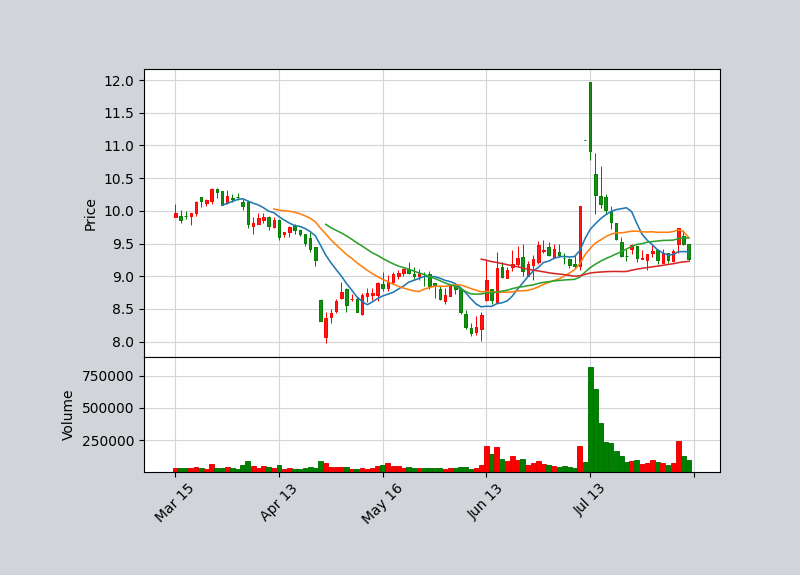 12.0
11.5
11.0
10.5
10.0
9.5
9.0
8.5
8.0
Price
750000
500000
250000
Volume
Mar 15
Apr 13
May 16
Jun 13
Jul 13